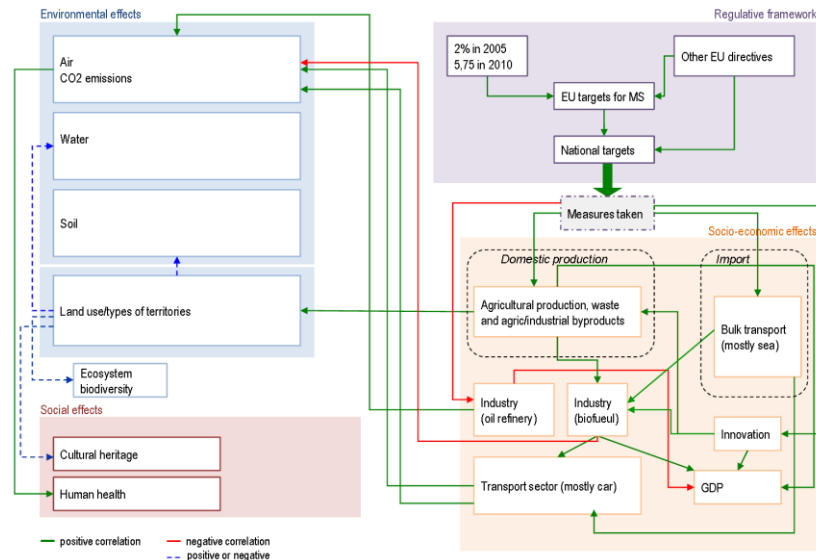 Environmental effects
Regulative framework
Air
CO2 emissions
2% in 2005
5,75 in 2010
Other EU directives
EU targets for MS
Water
National targets
Measures taken
Soil
Socio-economic effects
Domestic production
Import
Land use/types of territories
Agricultural production, waste
and agric/industrial byproducts
Bulk transport
(mostly sea)
Ecosystem
biodiversity
Social effects
Industry
(oil refinery)
Industry
(biofueul)
Innovation
Cultural heritage
Transport sector (mostly car)
GDP
Human health
positive correlation
negative correlation
positive or negative